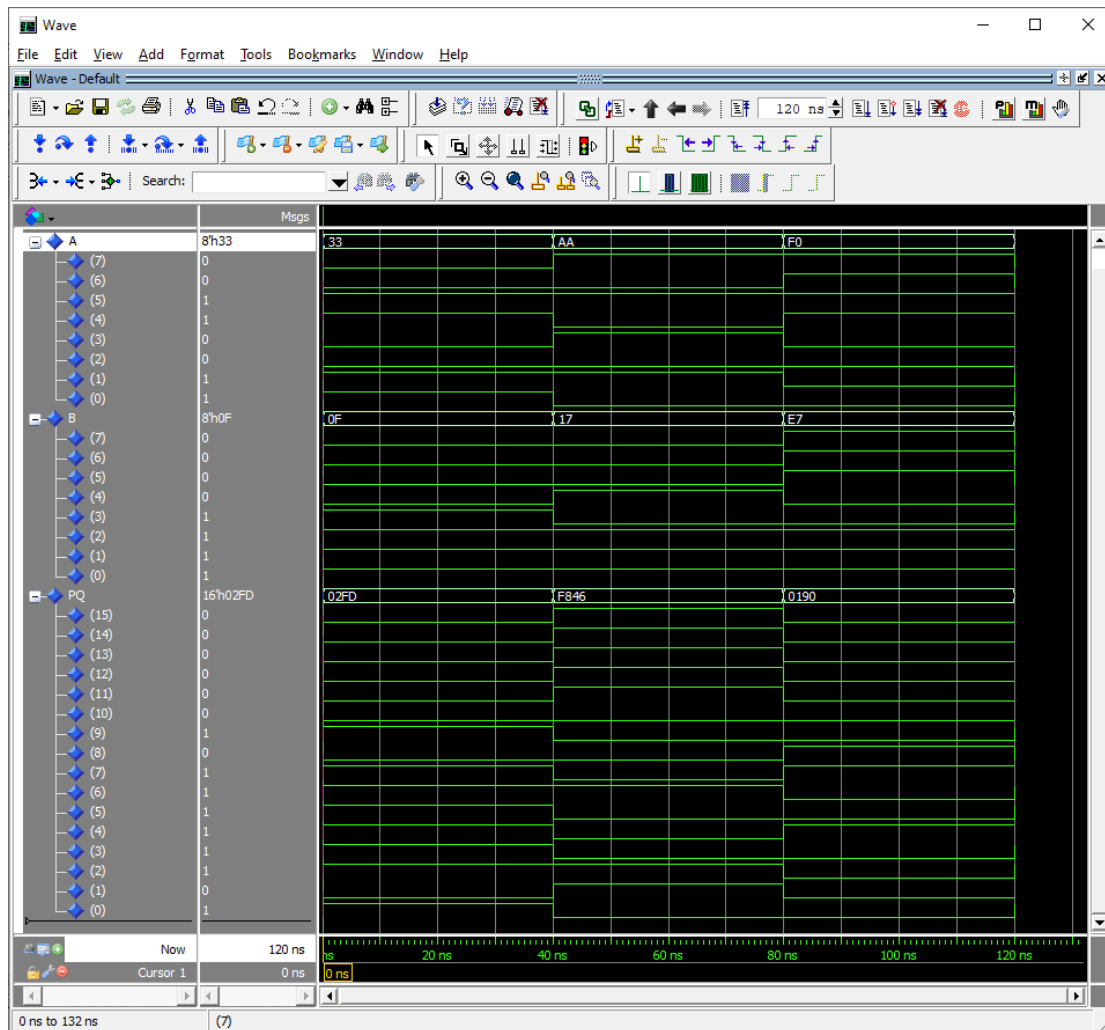 Wave
File Edit View Add Format Tools Bookmarks Window Help
Wave - Default
120 ns
Search:
Msgs
A 8'h33 33 AA F0
(7) 0
(6) 0
(5) 1
(4) 1
(3) 0
(2) 0
(1) 1
(0) 1
B 8'h0F 0F 17 E7
(7) 0
(6) 0
(5) 0
(4) 0
(3) 1
(2) 1
(1) 1
(0) 1
PQ 16'h02FD 02FD F846 0190
(15) 0
(14) 0
(13) 0
(12) 0
(11) 0
(10) 0
(9) 1
(8) 0
(7) 1
(6) 1
(5) 1
(4) 1
(3) 1
(2) 1
(1) 0
(0) 1
Now 120 ns ns 20 ns 40 ns 60 ns 80 ns 100 ns 120 ns
Cursor 1 0 ns 0 ns
0 ns to 132 ns (7)